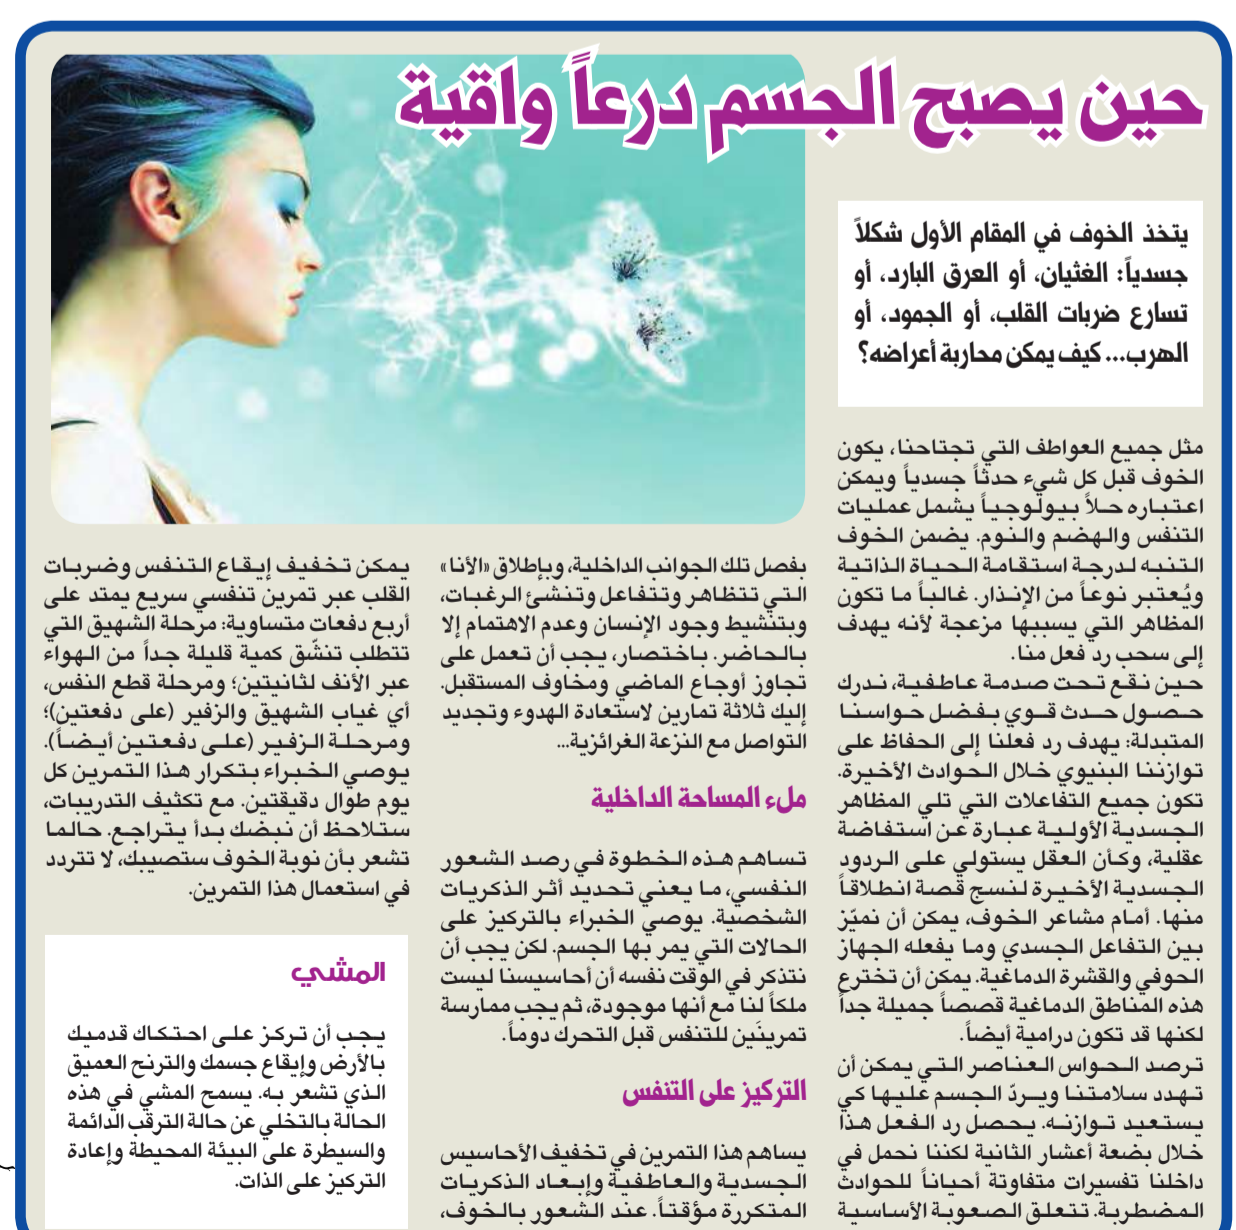 حين يصبح الجسم درعاً واقية
يتخذ الخوف في المقام الأول شكلاً
جسدياً: الغثيان، أو العرق البارد، أو
تسارع ضربات القلب، أو الجمود، أو
الهرب... كيف يمكن محاربة أعراضه؟
مثل جميع العواطف التي تجتاحنا، يكون
الخوف قبل كل شيء حدثاً جسدياً ويمكن
اعتباره حلاً بيولوجياً يشمل عمليات
التنفس والهضم والنوم. يضمن الخوف
التنبه لدرجة استقامة الحياة الذاتية
ويُعتبر نوعاً من الإنذار. غالباً ما تكون
المظاهر التي يسببها مزعجة لأنه يهدف
إلى سحب رد فعل منا.
حين نقع تحت صدمة عاطفية، ندرك
حصول حدث قوي بفضل حواسنا
المتبدلة: يهدف رد فعلنا إلى الحفاظ على
توازننا البنيوي خلال الحوادث الأخيرة.
تكون جميع التفاعلات التي تلي المظاهر
الجسدية الأولية عبارة عن استفاضة
عقلية، وكأن العقل يستولي على الردود
الجسدية الأخيرة لنسج قصة انطلاقاً
منها. أمام مشاعر الخوف، يمكن أن نميّز
بين التفاعل الجسدي وما يفعله الجهاز
الحوفي والقشرة الدماغية. يمكن أن تخترع
هذه المناطق الدماغية قصصاً جميلة جداً
لكنها قد تكون درامية أيضاً.
ترصد الحواس العناصر التي يمكن أن
تهدد سلامتنا ويردّ الجسم عليها كي
يستعيد توازنه. يحصل رد الفعل هذا
خلال بضعة أعشار الثانية لكننا نحمل في
داخلنا تفسيرات متفاوتة أحياناً للحوادث
المضطربة. تتعلق الصعوبة الأساسية
بفصل تلك الجوانب الداخلية، وبإطلاق «الأنا»
التي تتظاهر وتتفاعل وتنشئ الرغبات،
وبتنشيط وجود الإنسان وعدم الاهتمام إلا
بالحاضر. باختصار، يجب أن تعمل على
تجاوز أوجاع الماضي ومخاوف المستقبل.
إليك ثلاثة تمارين لاستعادة الهدوء وتجديد
التواصل مع النزعة الغرائزية...
ملء المساحة الداخلية
تساهم هذه الخطوة في رصد الشعور
النفسي، ما يعني تحديد أثر الذكريات
الشخصية. يوصي الخبراء بالتركيز على
الحالات التي يمر بها الجسم. لكن يجب أن
نتذكر في الوقت نفسه أن أحاسيسنا ليست
ملكاً لنا مع أنها موجودة، ثم يجب ممارسة
تمرينَين للتنفس قبل التحرك دوماً.
التركيز على التنفس
يساهم هذا التمرين في تخفيف الأحاسيس
الجسدية والعاطفية وإبعاد الذكريات
المتكررة مؤقتاً. عند الشعور بالخوف،
يمكن تخفيف إيقاع التنفس وضربات
القلب عبر تمرين تنفسي سريع يمتد على
أربع دفعات متساوية: مرحلة الشهيق التي
تتطلب تنشّق كمية قليلة جداً من الهواء
عبر الأنف لثانيتين؛ ومرحلة قطع النفس،
أي غياب الشهيق والزفير (على دفعتين)؛
ومرحلة الزفير (على دفعتين أيضاً).
يوصي الخبراء بتكرار هذا التمرين كل
يوم طوال دقيقتين. مع تكثيف التدريبات،
ستلاحظ أن نبضك بدأ يتراجع. حالما
تشعر بأن نوبة الخوف ستصيبك، لا تتردد
في استعمال هذا التمرين.
المشي
يجب أن تركز على احتكاك قدميك
بالأرض وإيقاع جسمك والترنح العميق
الذي تشعر به. يسمح المشي في هذه
الحالة بالتخلي عن حالة الترقب الدائمة
والسيطرة على البيئة المحيطة وإعادة
التركيز على الذات.